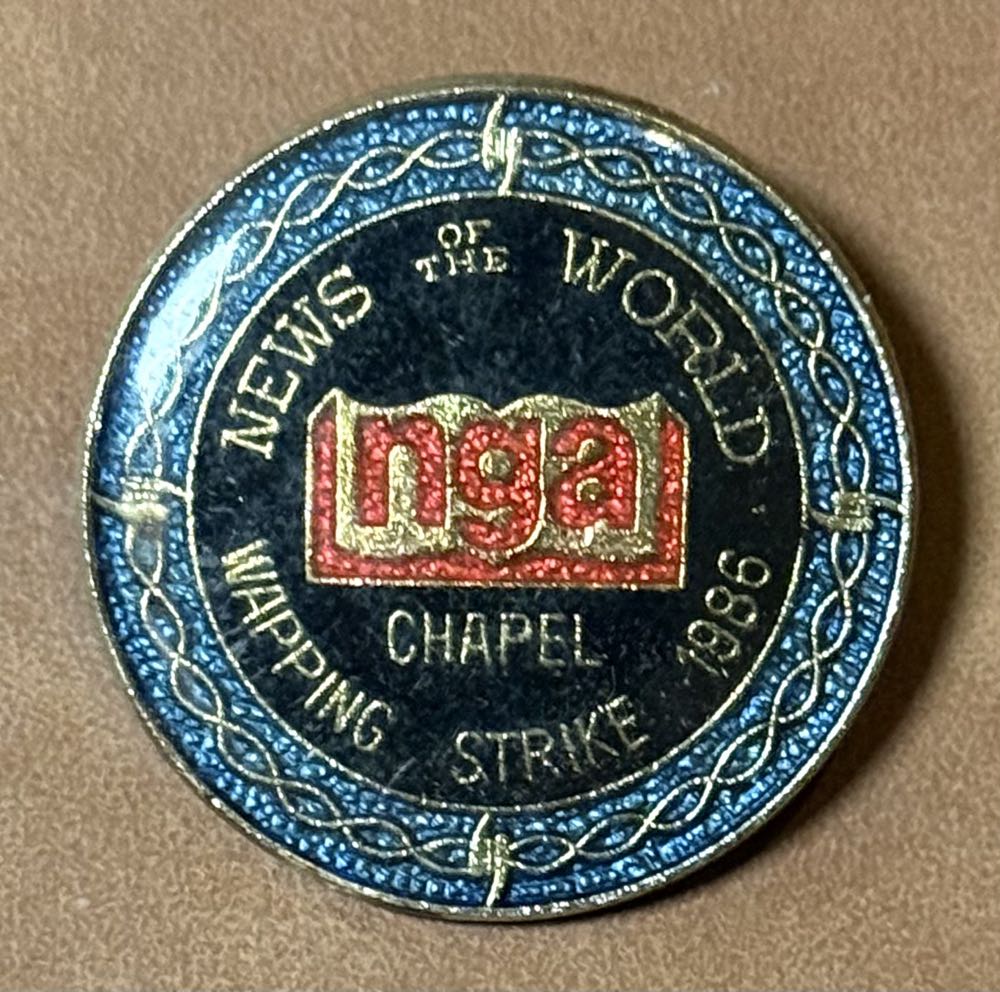 NEWS OF THE WORLD
nga
CHAPEL
WAPPING STRIKE 1986